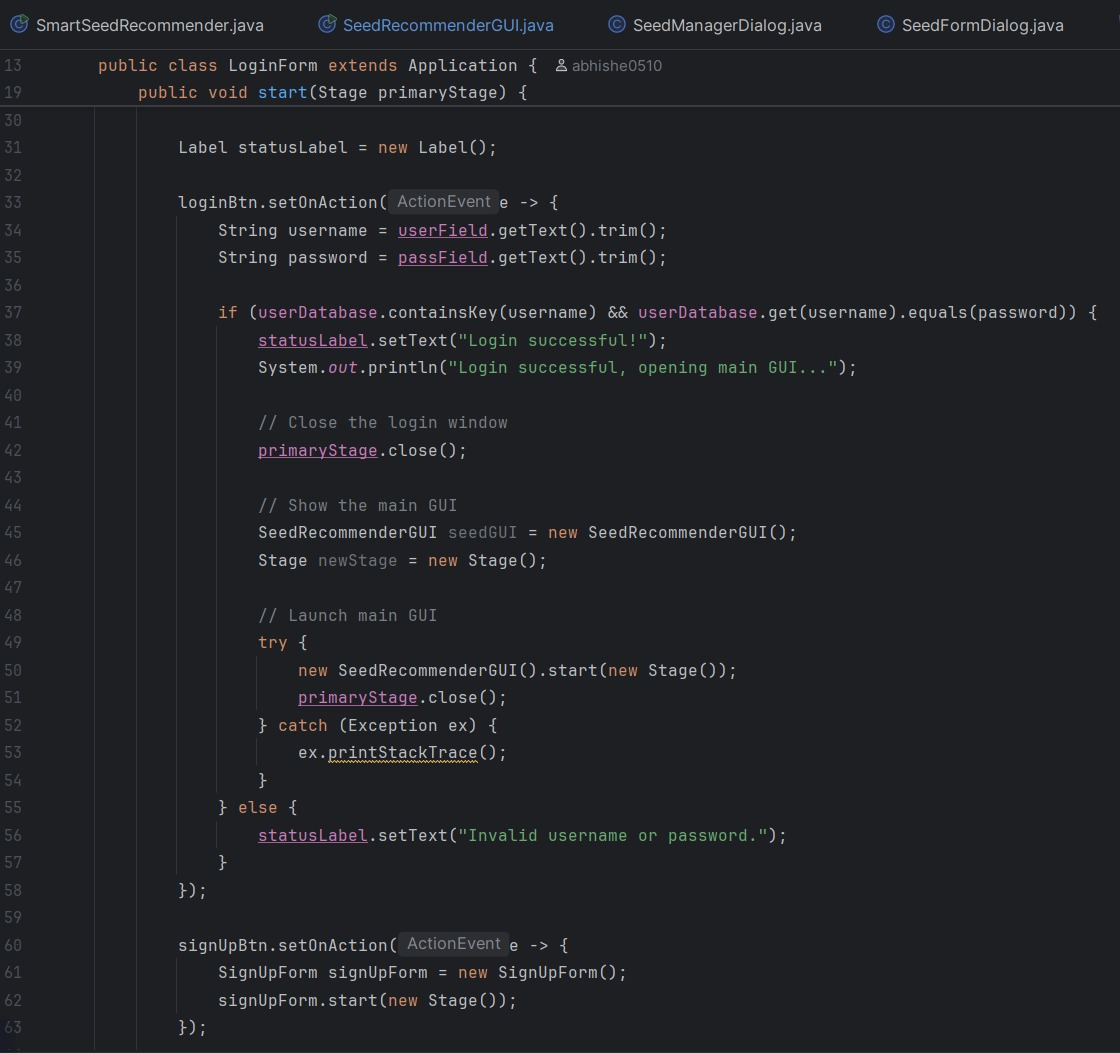 SmartSeedRecommender.java SeedRecommenderGUI.java SeedManagerDialog.java SeedFormDialog.java
13 public class LoginForm extends Application { abhishe0510
19 public void start(Stage primaryStage) {
30
31 Label statusLabel = new Label();
32
33 loginBtn.setOnAction( ActionEvent e -> {
34 String username = userField.getText().trim();
35 String password = passField.getText().trim();
36
37 if (userDatabase.containsKey(username) && userDatabase.get(username).equals(password)) {
38 statusLabel.setText("Login successful!");
39 System.out.println("Login successful, opening main GUI...");
40
41 // Close the login window
42 primaryStage.close();
43
44 // Show the main GUI
45 SeedRecommenderGUI seedGUI = new SeedRecommenderGUI();
46 Stage newStage = new Stage();
47
48 // Launch main GUI
49 try {
50 new SeedRecommenderGUI().start(new Stage());
51 primaryStage.close();
52 } catch (Exception ex) {
53 ex.printStackTrace();
54 }
55 } else {
56 statusLabel.setText("Invalid username or password.");
57 }
58 });
59
60 signUpBtn.setOnAction( ActionEvent e -> {
61 SignUpForm signUpForm = new SignUpForm();
62 signUpForm.start(new Stage());
63 });